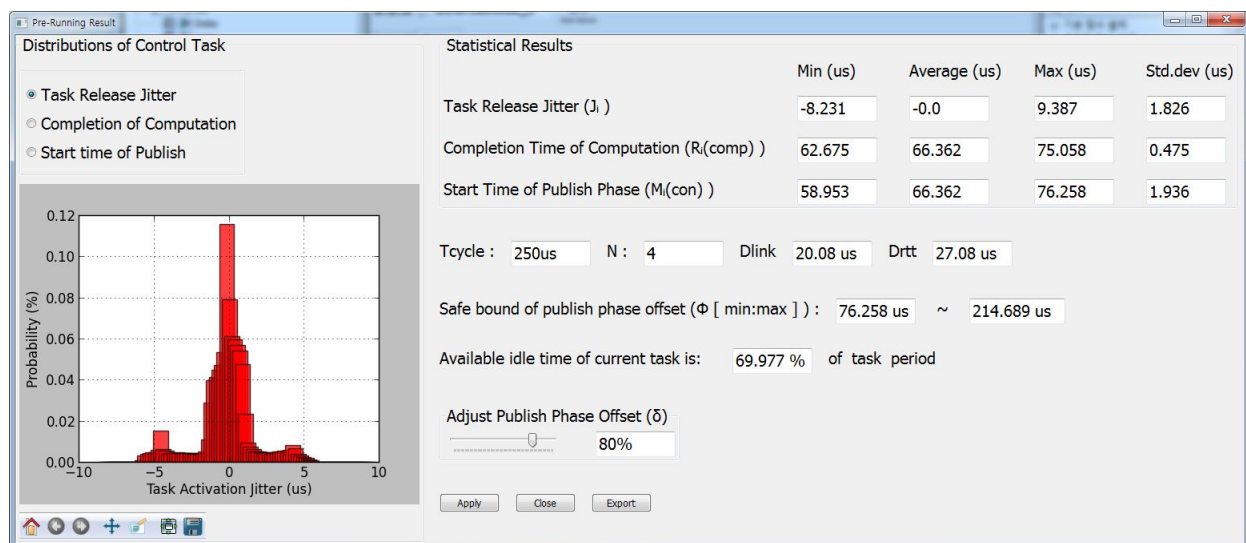 Pre-Running Result
Distributions of Control Task
Task Release Jitter
Completion of Computation
Start time of Publish
0.12
0.10
0.08
0.06
0.04
0.02
0.00
Probability (%)
−10 −5 0 5 10
Task Activation Jitter (us)
Statistical Results
Min (us) Average (us) Max (us) Std.dev (us)
Task Release Jitter (Jᵢ ) -8.231 -0.0 9.387 1.826
Completion Time of Computation (Rᵢ(comp) ) 62.675 66.362 75.058 0.475
Start Time of Publish Phase (Mᵢ(con) ) 58.953 66.362 76.258 1.936
Tcycle : 250us N : 4 Dlink 20.08 us Drtt 27.08 us
Safe bound of publish phase offset (Φ [ min:max ] ) : 76.258 us ~ 214.689 us
Available idle time of current task is: 69.977 % of task period
Adjust Publish Phase Offset (δ)
80%
Apply Close Export